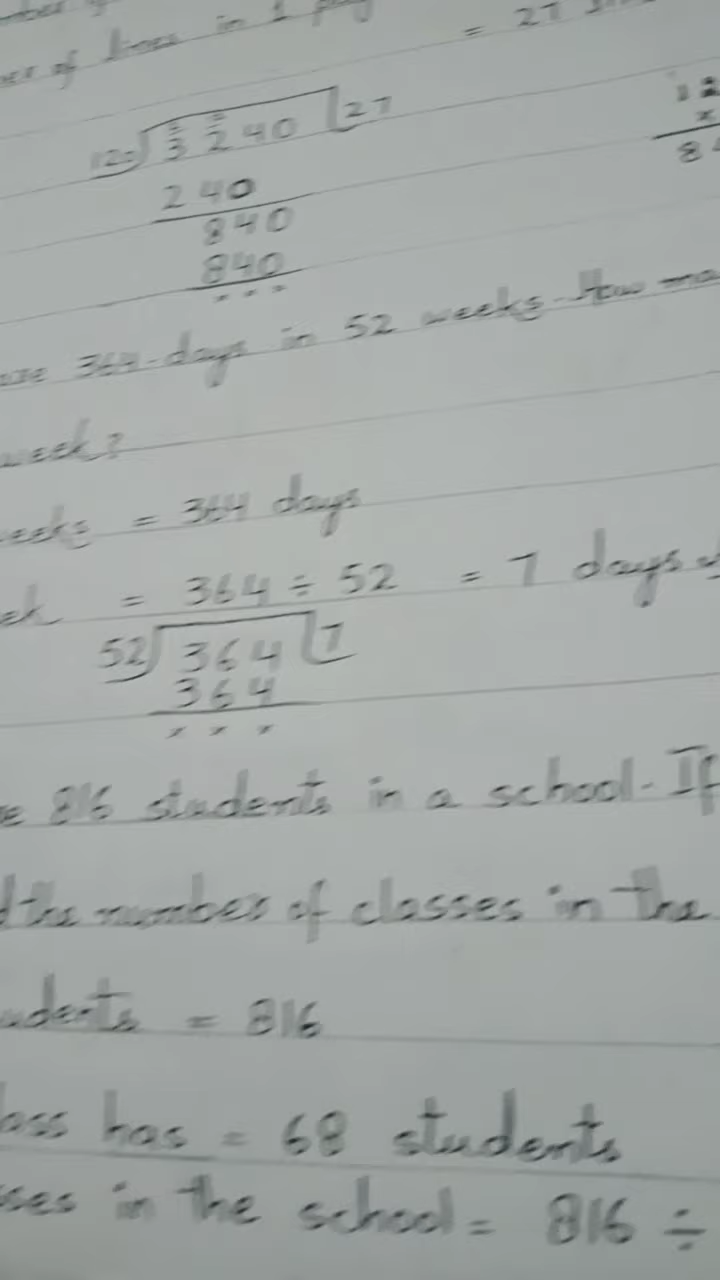 of lines in 1
= 27
120) 3240 27
240
840
840
364 days in 52 weeks. How
week?
= 364 days
= 364 ÷ 52 = 7 days
52) 364 7
364
x x x
816 students in a school. If
the number of classes in the
= 816
has = 68 students
in the school = 816 ÷